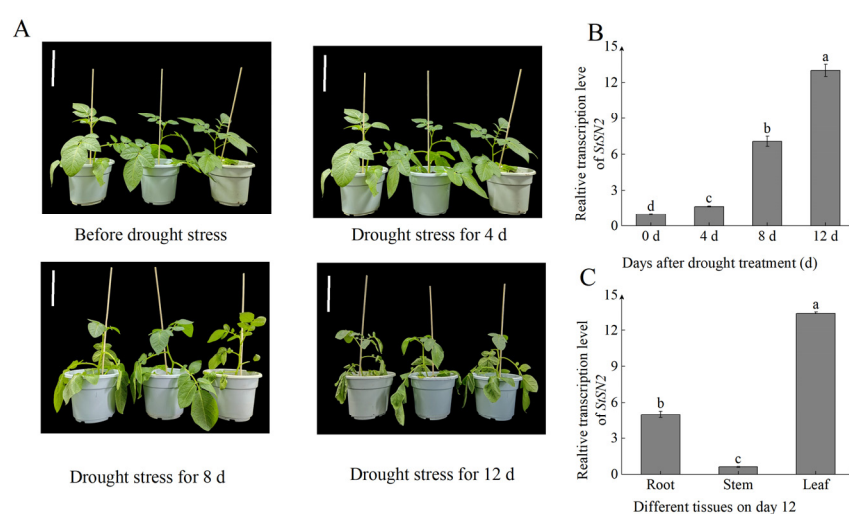 A
Before drought stress
Drought stress for 4 d
Drought stress for 8 d
Drought stress for 12 d
B
Realtive transcription leve
of StSN2
15
12
9
6
3
0
d
c
b
a
0 d
4 d
8 d
12 d
Days after drought treatment (d)
C
Realtive transcription level
of StSN2
15
12
9
6
3
0
b
c
a
Root
Stem
Leaf
Different tissues on day 12